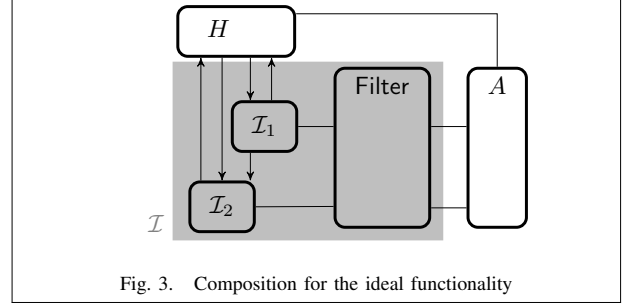 H
Filter
A
𝓘₁
𝓘₂
𝓘
Fig. 3. Composition for the ideal functionality